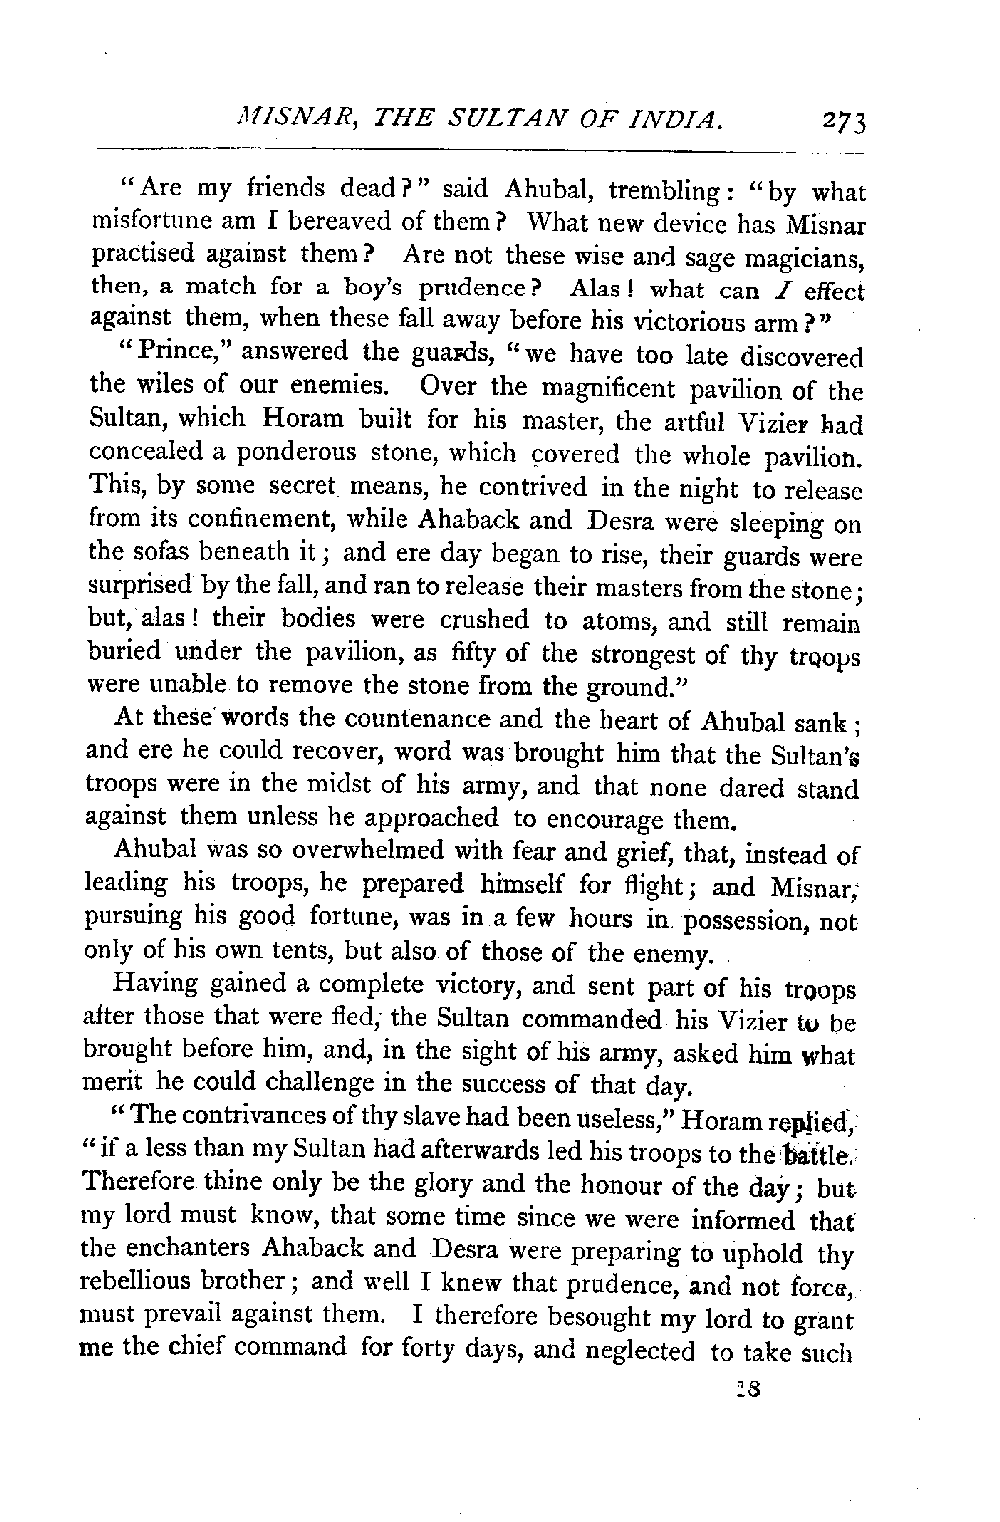 MISNAR, THE SULTAN OF INDIA. 273
"Are my friends dead?" said Ahubal, trembling: "by what
misfortune am I bereaved of them? What new device has Misnar
practised against them? Are not these wise and sage magicians,
then, a match for a boy's prudence? Alas! what can I effect
against them, when these fall away before his victorious arm?"
"Prince," answered the guards, "we have too late discovered
the wiles of our enemies. Over the magnificent pavilion of the
Sultan, which Horam built for his master, the artful Vizier had
concealed a ponderous stone, which covered the whole pavilion.
This, by some secret means, he contrived in the night to release
from its confinement, while Ahaback and Desra were sleeping on
the sofas beneath it; and ere day began to rise, their guards were
surprised by the fall, and ran to release their masters from the stone;
but, alas! their bodies were crushed to atoms, and still remain
buried under the pavilion, as fifty of the strongest of thy troops
were unable to remove the stone from the ground."
At these words the countenance and the heart of Ahubal sank;
and ere he could recover, word was brought him that the Sultan's
troops were in the midst of his army, and that none dared stand
against them unless he approached to encourage them.
Ahubal was so overwhelmed with fear and grief, that, instead of
leading his troops, he prepared himself for flight; and Misnar,
pursuing his good fortune, was in a few hours in possession, not
only of his own tents, but also of those of the enemy.
Having gained a complete victory, and sent part of his troops
after those that were fled, the Sultan commanded his Vizier to be
brought before him, and, in the sight of his army, asked him what
merit he could challenge in the success of that day.
"The contrivances of thy slave had been useless," Horam replied,
"if a less than my Sultan had afterwards led his troops to the battle.
Therefore thine only be the glory and the honour of the day; but
my lord must know, that some time since we were informed that
the enchanters Ahaback and Desra were preparing to uphold thy
rebellious brother; and well I knew that prudence, and not force,
must prevail against them. I therefore besought my lord to grant
me the chief command for forty days, and neglected to take such
18